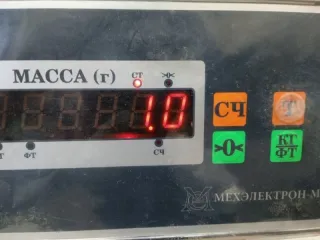 МАССА (г) СТ >0<
1.0
СЧ
ФТ СЧ
>0< КГ
ФТ
МЕХЭЛЕКТРОН-М